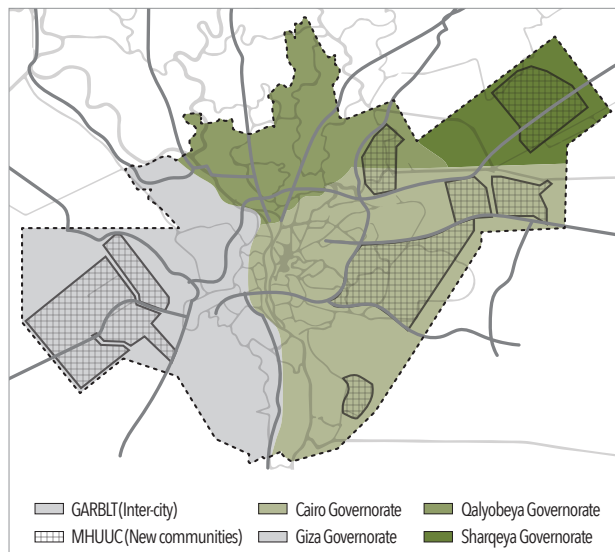 GARBLT (Inter-city)
Cairo Governorate
Qalyobeya Governorate
MHUUC (New communities)
Giza Governorate
Sharqeya Governorate